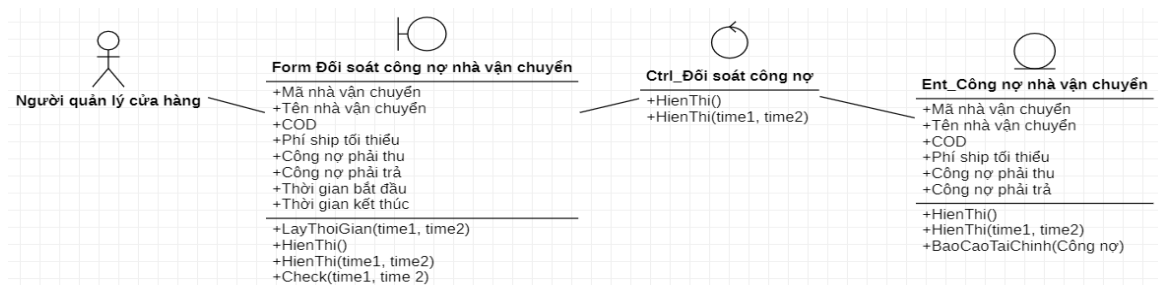 Người quản lý cửa hàng
Form Đối soát công nợ nhà vận chuyển
+Mã nhà vận chuyển
+Tên nhà vận chuyển
+COD
+Phí ship tối thiểu
+Công nợ phải thu
+Công nợ phải trả
+Thời gian bắt đầu
+Thời gian kết thúc
+LayThoiGian(time1, time2)
+HienThi()
+HienThi(time1, time2)
+Check(time1, time 2)
Ctrl_Đối soát công nợ
+HienThi()
+HienThi(time1, time2)
Ent_Công nợ nhà vận chuyển
+Mã nhà vận chuyển
+Tên nhà vận chuyển
+COD
+Phí ship tối thiểu
+Công nợ phải thu
+Công nợ phải trả
+HienThi()
+HienThi(time1, time2)
+BaoCaoTaiChinh(Công nợ)